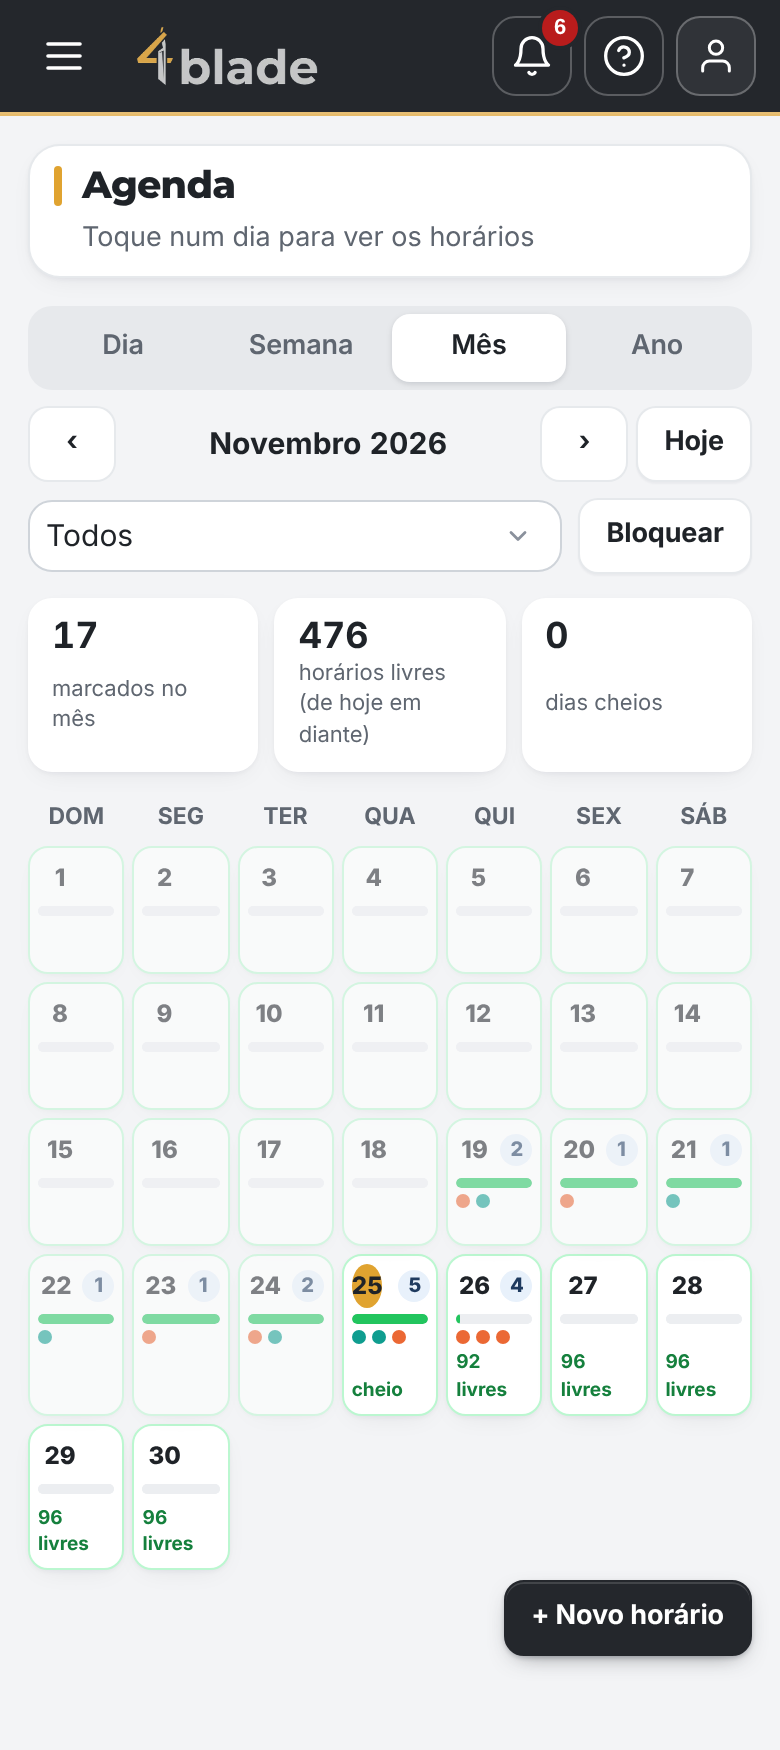 4blade
6
Agenda
Toque num dia para ver os horários
Dia Semana Mês Ano
‹ Novembro 2026 › Hoje
Todos Bloquear
17 476 0
marcados no mês
horários livres (de hoje em diante)
dias cheios
DOM SEG TER QUA QUI SEX SÁB
1 2 3 4 5 6 7
8 9 10 11 12 13 14
15 16 17 18 19 2 20 1 21 1
22 1 23 1 24 2 25 5 26 4 27 28
cheio
92 livres
96 livres
96 livres
29 30
96 livres
96 livres
+ Novo horário